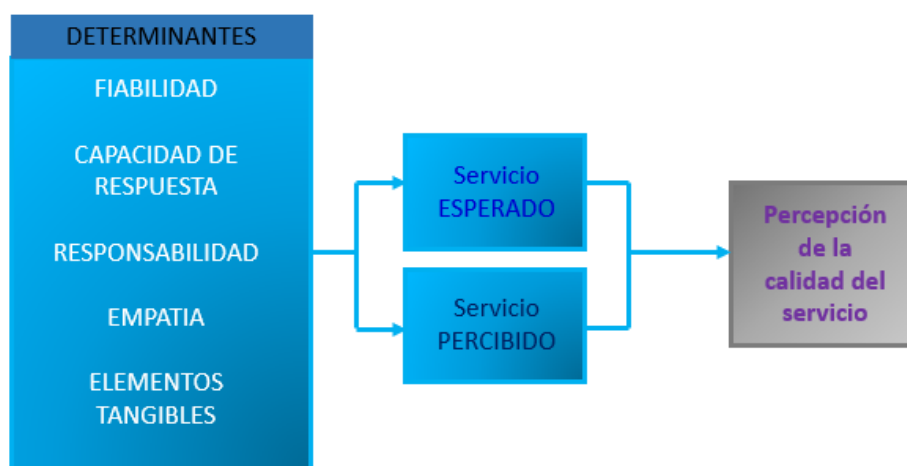 DETERMINANTES
FIABILIDAD
CAPACIDAD DE
RESPUESTA
RESPONSABILIDAD
EMPATIA
ELEMENTOS
TANGIBLES
Servicio
ESPERADO
Servicio
PERCIBIDO
Percepción
de la
calidad del
servicio